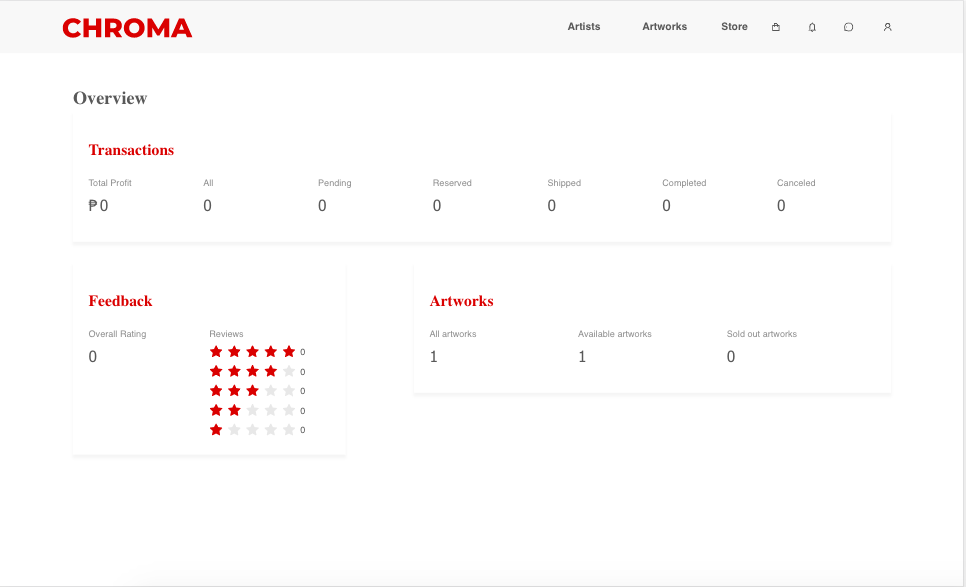 CHROMA
Artists Artworks Store
Overview
Transactions
Total Profit All Pending Reserved Shipped Completed Canceled
₱0 0 0 0 0 0 0
Feedback
Overall Rating Reviews
0
0
0
0
0
0
Artworks
All artworks Available artworks Sold out artworks
1 1 0